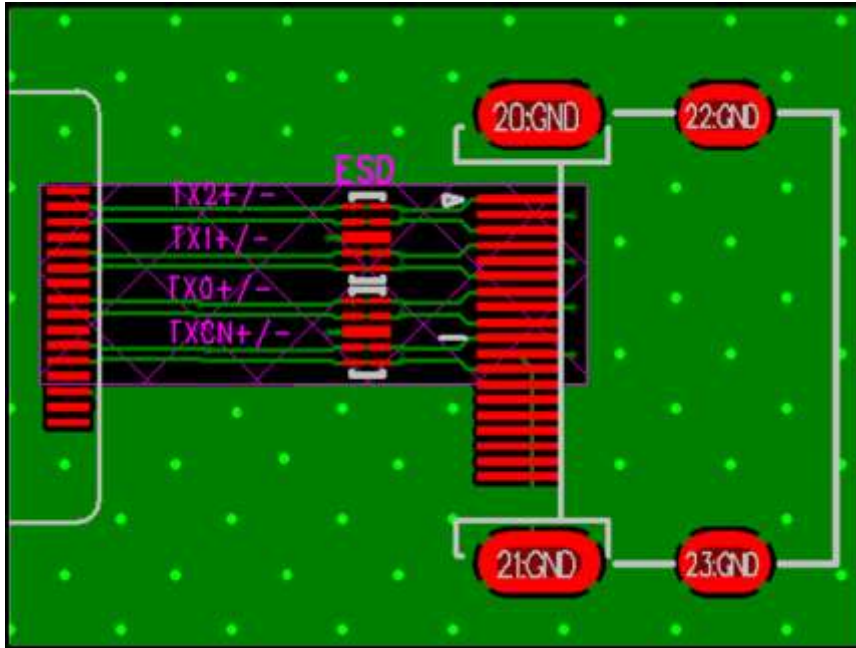 20:GND
22:GND
ESD
TX2+/-
TX1+/-
TX0+/-
TXCN+/-
21:GND
23:GND